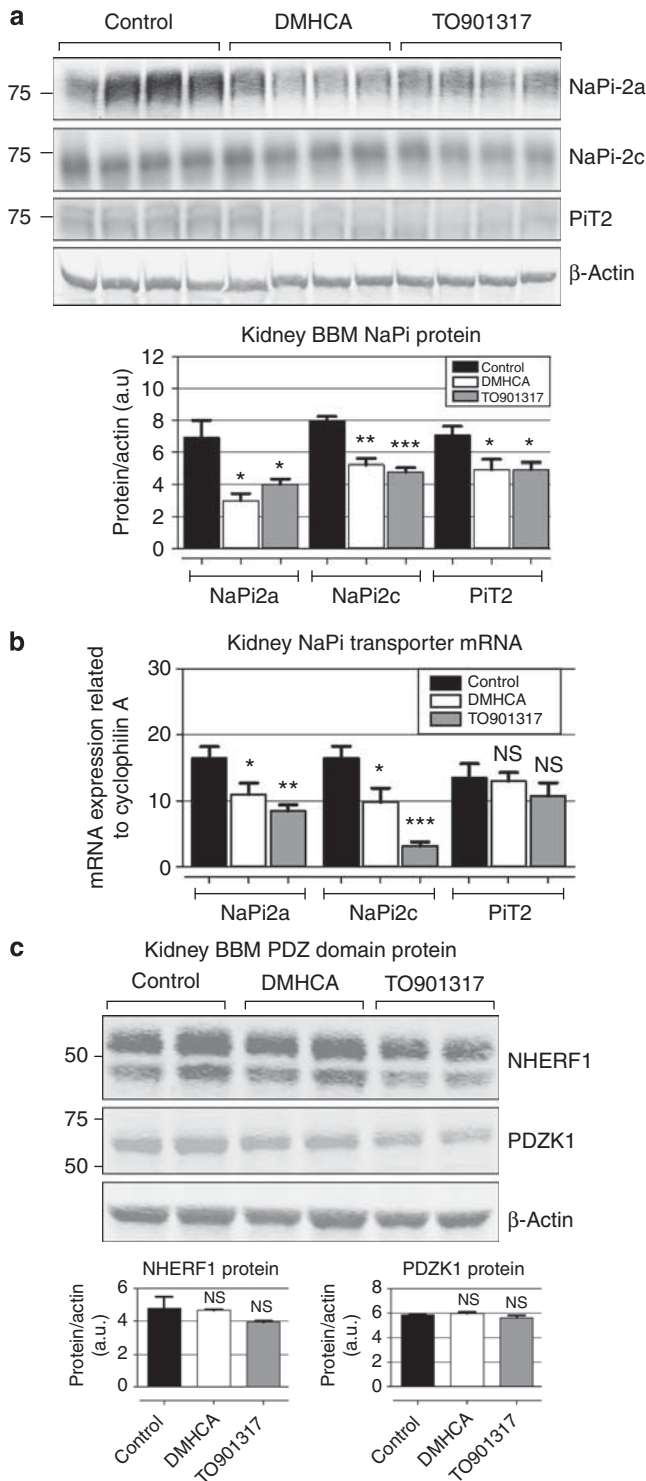 a
Control DMHCA TO901317
75 NaPi-2a
75 NaPi-2c
75 PiT2
β-Actin
Kidney BBM NaPi protein
Protein/actin (a.u)
12
10
8
6
4
2
0
Control
DMHCA
TO901317
* * ** *** * *
NaPi2a NaPi2c PiT2
b
Kidney NaPi transporter mRNA
mRNA expression related
to cyclophilin A
30
20
10
0
Control
DMHCA
TO901317
* ** * *** NS NS
NaPi2a NaPi2c PiT2
c
Kidney BBM PDZ domain protein
Control DMHCA TO901317
50 NHERF1
75
50
PDZK1
β-Actin
NHERF1 protein
Protein/actin
(a.u.)
6
4
2
0
NS NS
Control DMHCA TO901317
PDZK1 protein
Protein/actin
(a.u.)
8
6
4
2
0
NS NS
Control DMHCA TO901317